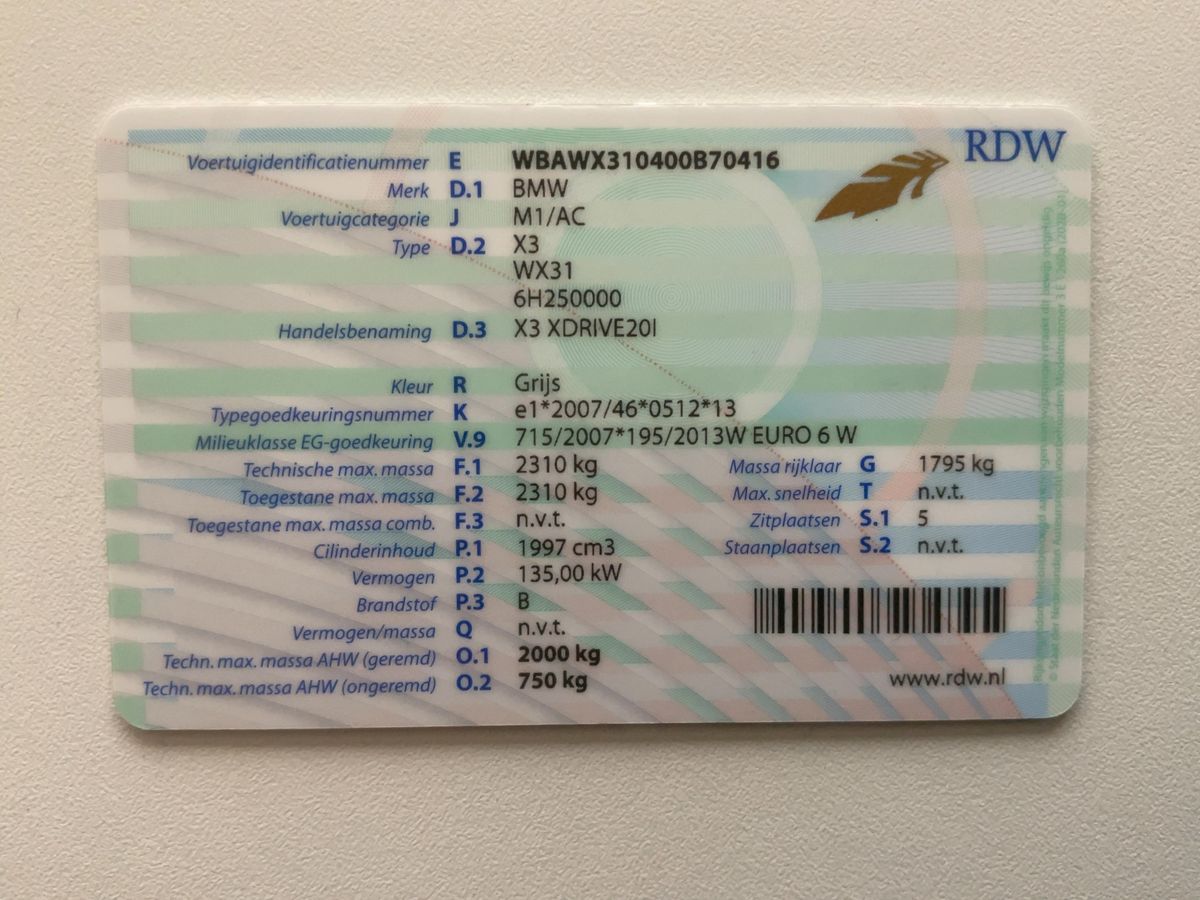 RDW
Voertuigidentificatienummer E WBAWX310400B70416
Merk D.1 BMW
Voertuigcategorie J M1/AC
Type D.2 X3
WX31
6H250000
Handelsbenaming D.3 X3 XDRIVE20I
Kleur R Grijs
Typegoedkeuringsnummer K e1*2007/46*0512*13
Milieuklasse EG-goedkeuring V.9 715/2007*195/2013W EURO 6 W
Technische max. massa F.1 2310 kg Massa rijklaar G 1795 kg
Toegestane max. massa F.2 2310 kg Max. snelheid T n.v.t.
Toegestane max. massa comb. F.3 n.v.t. Zitplaatsen S.1 5
Cilinderinhoud P.1 1997 cm3 Staanplaatsen S.2 n.v.t.
Vermogen P.2 135,00 kW
Brandstof P.3 B
Vermogen/massa Q n.v.t.
Techn. max. massa AHW (geremd) O.1 2000 kg
Techn. max. massa AHW (ongeremd) O.2 750 kg
www.rdw.nl